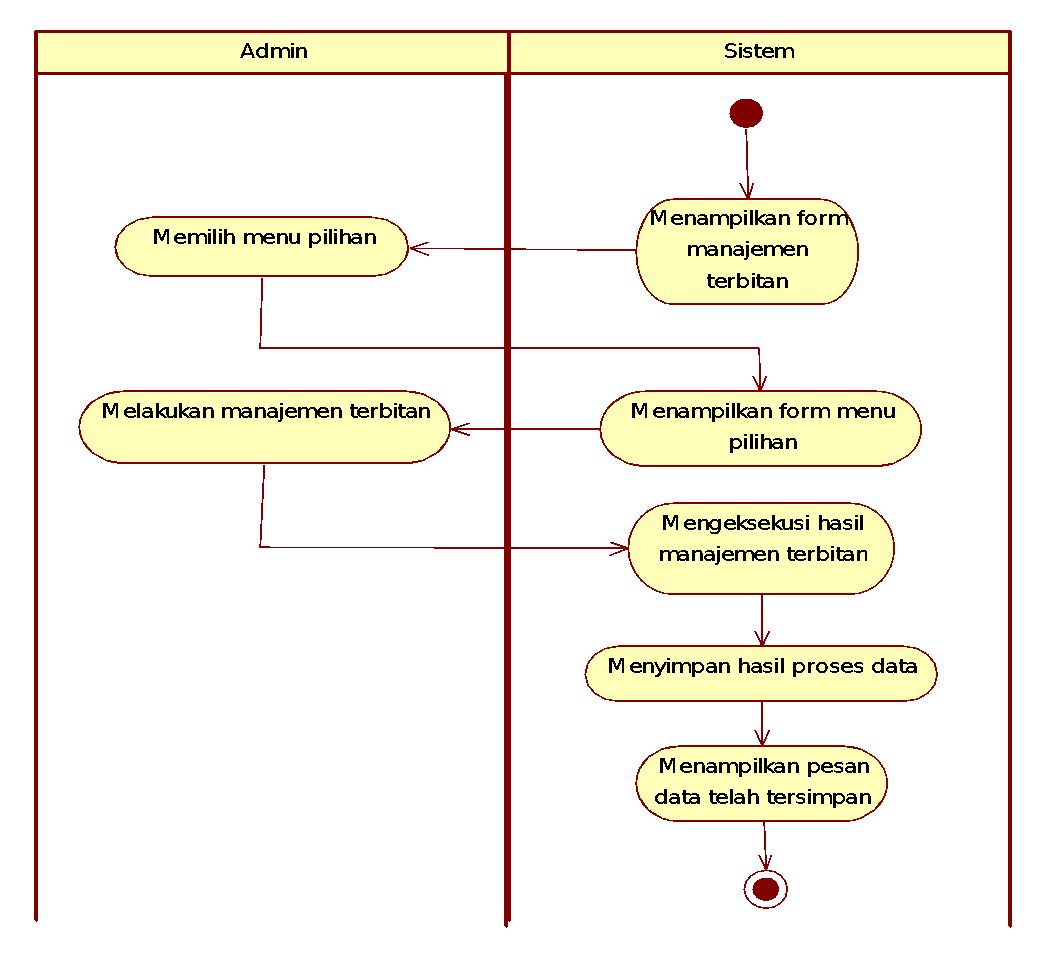 Admin
Sistem
Menampilkan form
manajemen
terbitan
Memilih menu pilihan
Menampilkan form menu
pilihan
Melakukan manajemen terbitan
Mengeksekusi hasil
manajemen terbitan
Menyimpan hasil proses data
Menampilkan pesan
data telah tersimpan